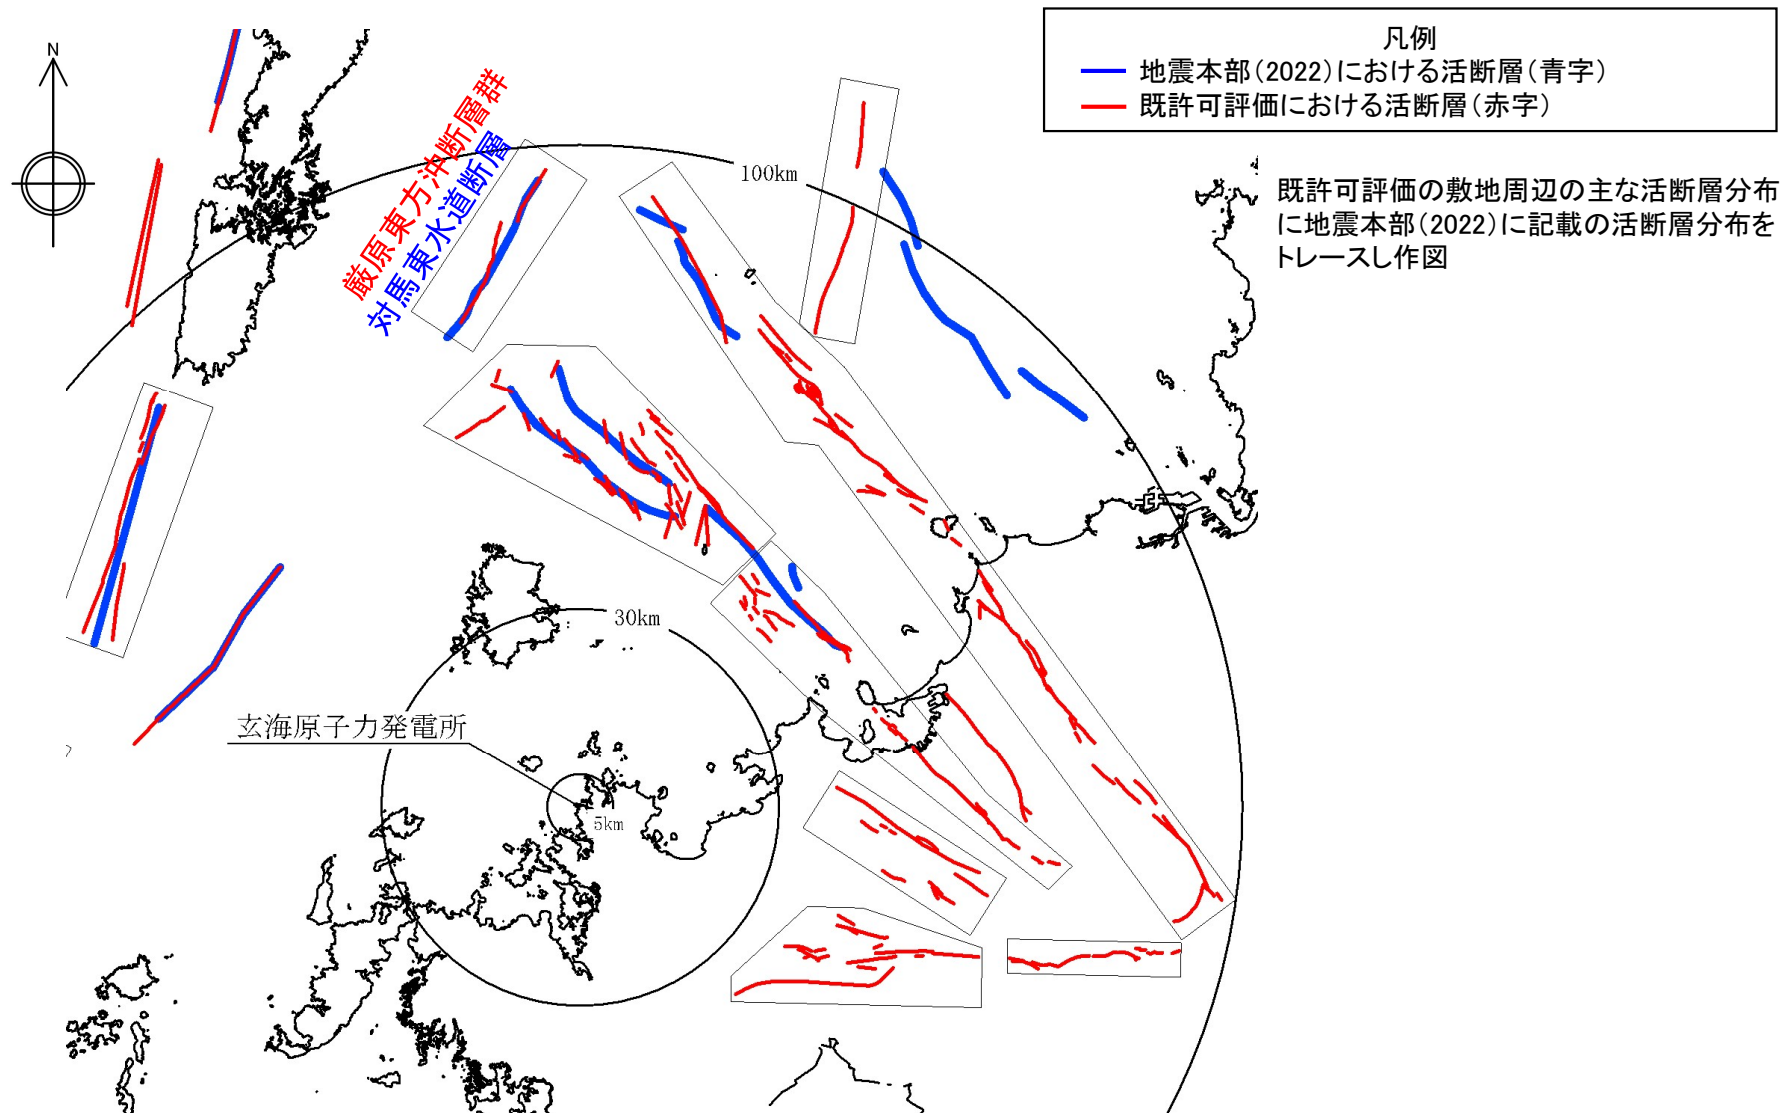 凡例
地震本部(2022)における活断層(青字)
既許可評価における活断層(赤字)
既許可評価の敷地周辺の主な活断層分布
に地震本部(2022)に記載の活断層分布を
トレースし作図
N
厳原東方沖断層群
対馬東水道断層
100km
30km
玄海原子力発電所
5km